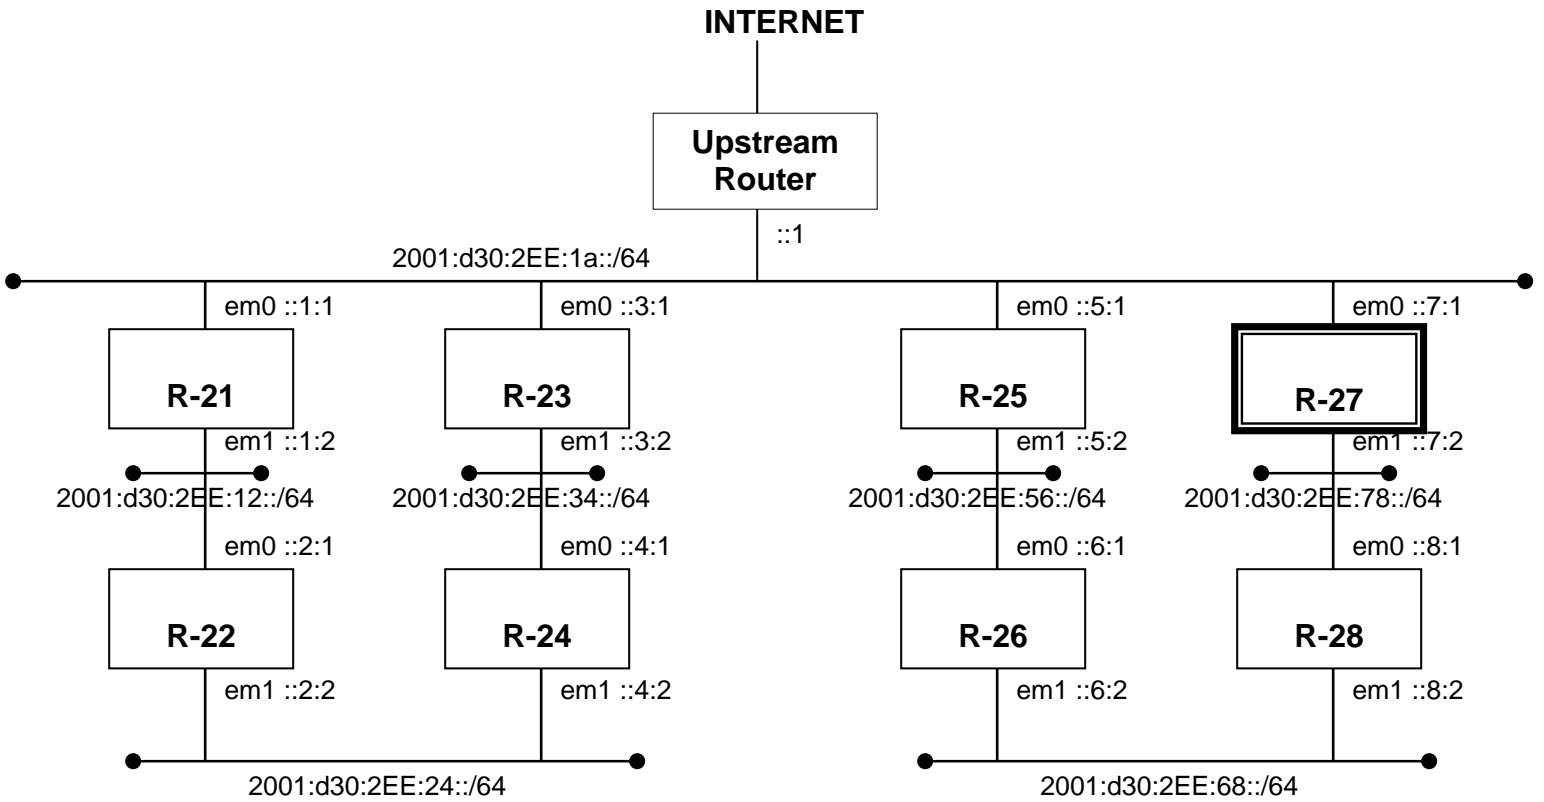 INTERNET
Upstream
Router
::1
2001:d30:2EE:1a::/64
em0 ::1:1
em0 ::3:1
em0 ::5:1
em0 ::7:1
R-21
R-23
R-25
R-27
em1 ::1:2
em1 ::3:2
em1 ::5:2
em1 ::7:2
2001:d30:2EE:12::/64
2001:d30:2EE:34::/64
2001:d30:2EE:56::/64
2001:d30:2EE:78::/64
em0 ::2:1
em0 ::4:1
em0 ::6:1
em0 ::8:1
R-22
R-24
R-26
R-28
em1 ::2:2
em1 ::4:2
em1 ::6:2
em1 ::8:2
2001:d30:2EE:24::/64
2001:d30:2EE:68::/64